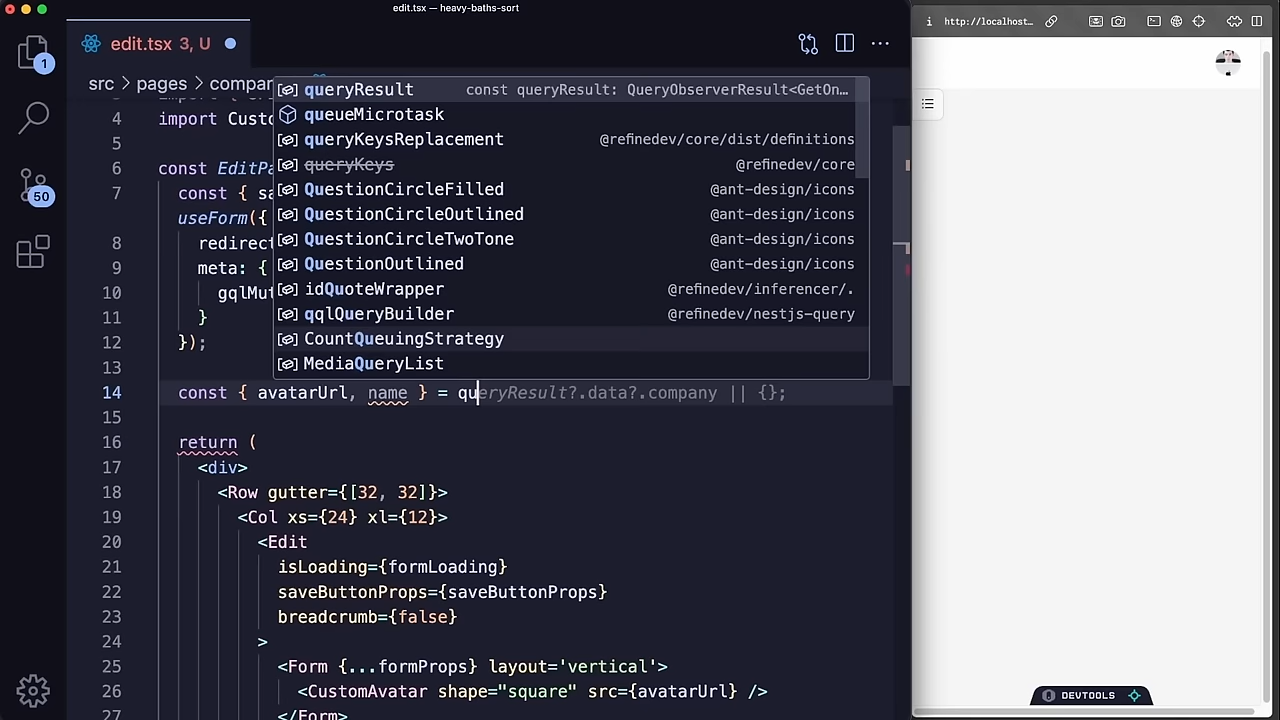 edit.tsx — heavy-baths-sort
edit.tsx 3, U
src > pages > compan
4 import Custo
5
6 const EditPa
7 const { sa
useForm({
8 redirect
9 meta: {
10 gqlMut
11 }
12 });
13
14 const { avatarUrl, name } = queryResult?.data?.company || {};
15
16 return (
17 <div>
18 <Row gutter={[32, 32]}>
19 <Col xs={24} xl={12}>
20 <Edit
21 isLoading={formLoading}
22 saveButtonProps={saveButtonProps}
23 breadcrumb={false}
24 >
25 <Form {...formProps} layout='vertical'>
26 <CustomAvatar shape="square" src={avatarUrl} />
27 </Form>
queryResult const queryResult: QueryObserverResult<GetOn…
queueMicrotask
queryKeysReplacement @refinedev/core/dist/definitions
queryKeys @refinedev/core
QuestionCircleFilled @ant-design/icons
QuestionCircleOutlined @ant-design/icons
QuestionCircleTwoTone @ant-design/icons
QuestionOutlined @ant-design/icons
idQuoteWrapper @refinedev/inferencer/.
qqlQueryBuilder @refinedev/nestjs-query
CountQueuingStrategy
MediaQueryList
1
50
http://localhost…
DEVTOOLS